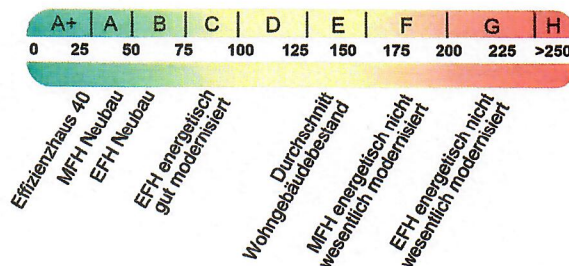 A+ A B C D E F G H
0 25 50 75 100 125 150 175 200 225 >250
Effizienzhaus 40
MFH Neubau
EFH Neubau
EFH energetisch
gut modernisiert
Durchschnitt
Wohngebäudebestand
MFH energetisch nicht
wesentlich modernisiert
EFH energetisch nicht
wesentlich modernisiert